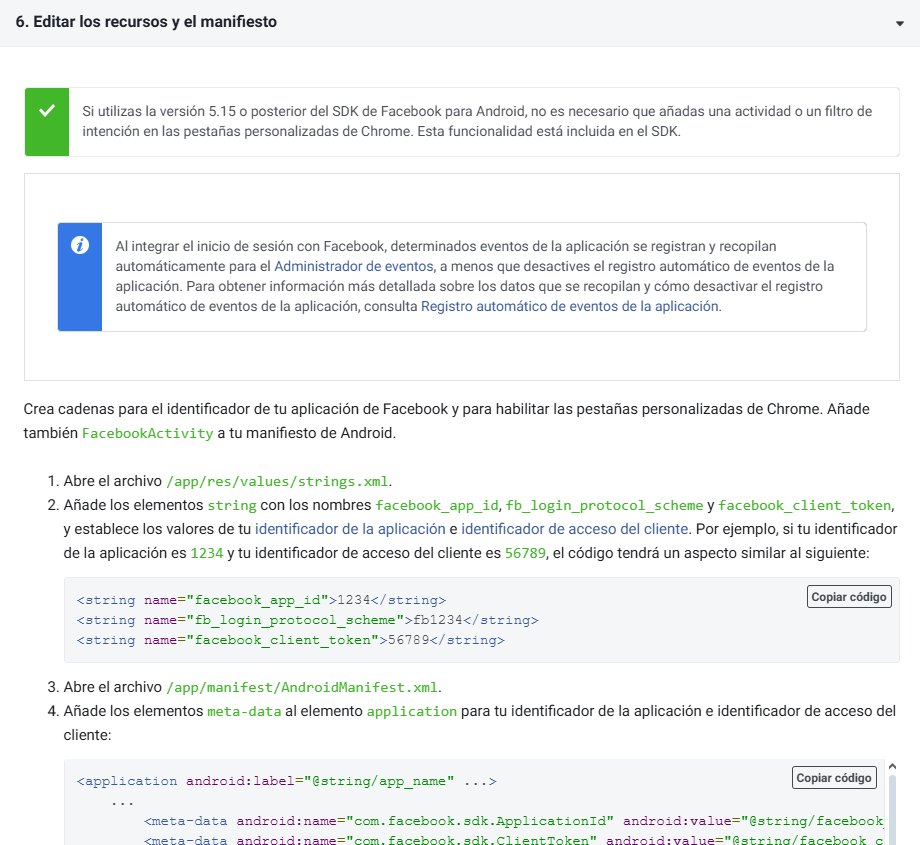 6. Editar los recursos y el manifiesto
Si utilizas la versión 5.15 o posterior del SDK de Facebook para Android, no es necesario que añadas una actividad o un filtro de
intención en las pestañas personalizadas de Chrome. Esta funcionalidad está incluida en el SDK.
Al integrar el inicio de sesión con Facebook, determinados eventos de la aplicación se registran y recopilan
automáticamente para el Administrador de eventos, a menos que desactives el registro automático de eventos de la
aplicación. Para obtener información más detallada sobre los datos que se recopilan y cómo desactivar el registro
automático de eventos de la aplicación, consulta Registro automático de eventos de la aplicación.
Crea cadenas para el identificador de tu aplicación de Facebook y para habilitar las pestañas personalizadas de Chrome. Añade
también FacebookActivity a tu manifiesto de Android.
1. Abre el archivo /app/res/values/strings.xml.
2. Añade los elementos string con los nombres facebook_app_id, fb_login_protocol_scheme y facebook_client_token,
y establece los valores de tu identificador de la aplicación e identificador de acceso del cliente. Por ejemplo, si tu identificador
de la aplicación es 1234 y tu identificador de acceso del cliente es 56789, el código tendrá un aspecto similar al siguiente:
Copiar código
<string name="facebook_app_id">1234</string>
<string name="fb_login_protocol_scheme">fb1234</string>
<string name="facebook_client_token">56789</string>
3. Abre el archivo /app/manifest/AndroidManifest.xml.
4. Añade los elementos meta-data al elemento application para tu identificador de la aplicación e identificador de acceso del
cliente:
Copiar código
<application android:label="@string/app_name" ...>
...
<meta-data android:name="com.facebook.sdk.ApplicationId" android:value="@string/facebook_
<meta-data android:name="com.facebook.sdk.ClientToken" android:value="@string/facebook_c